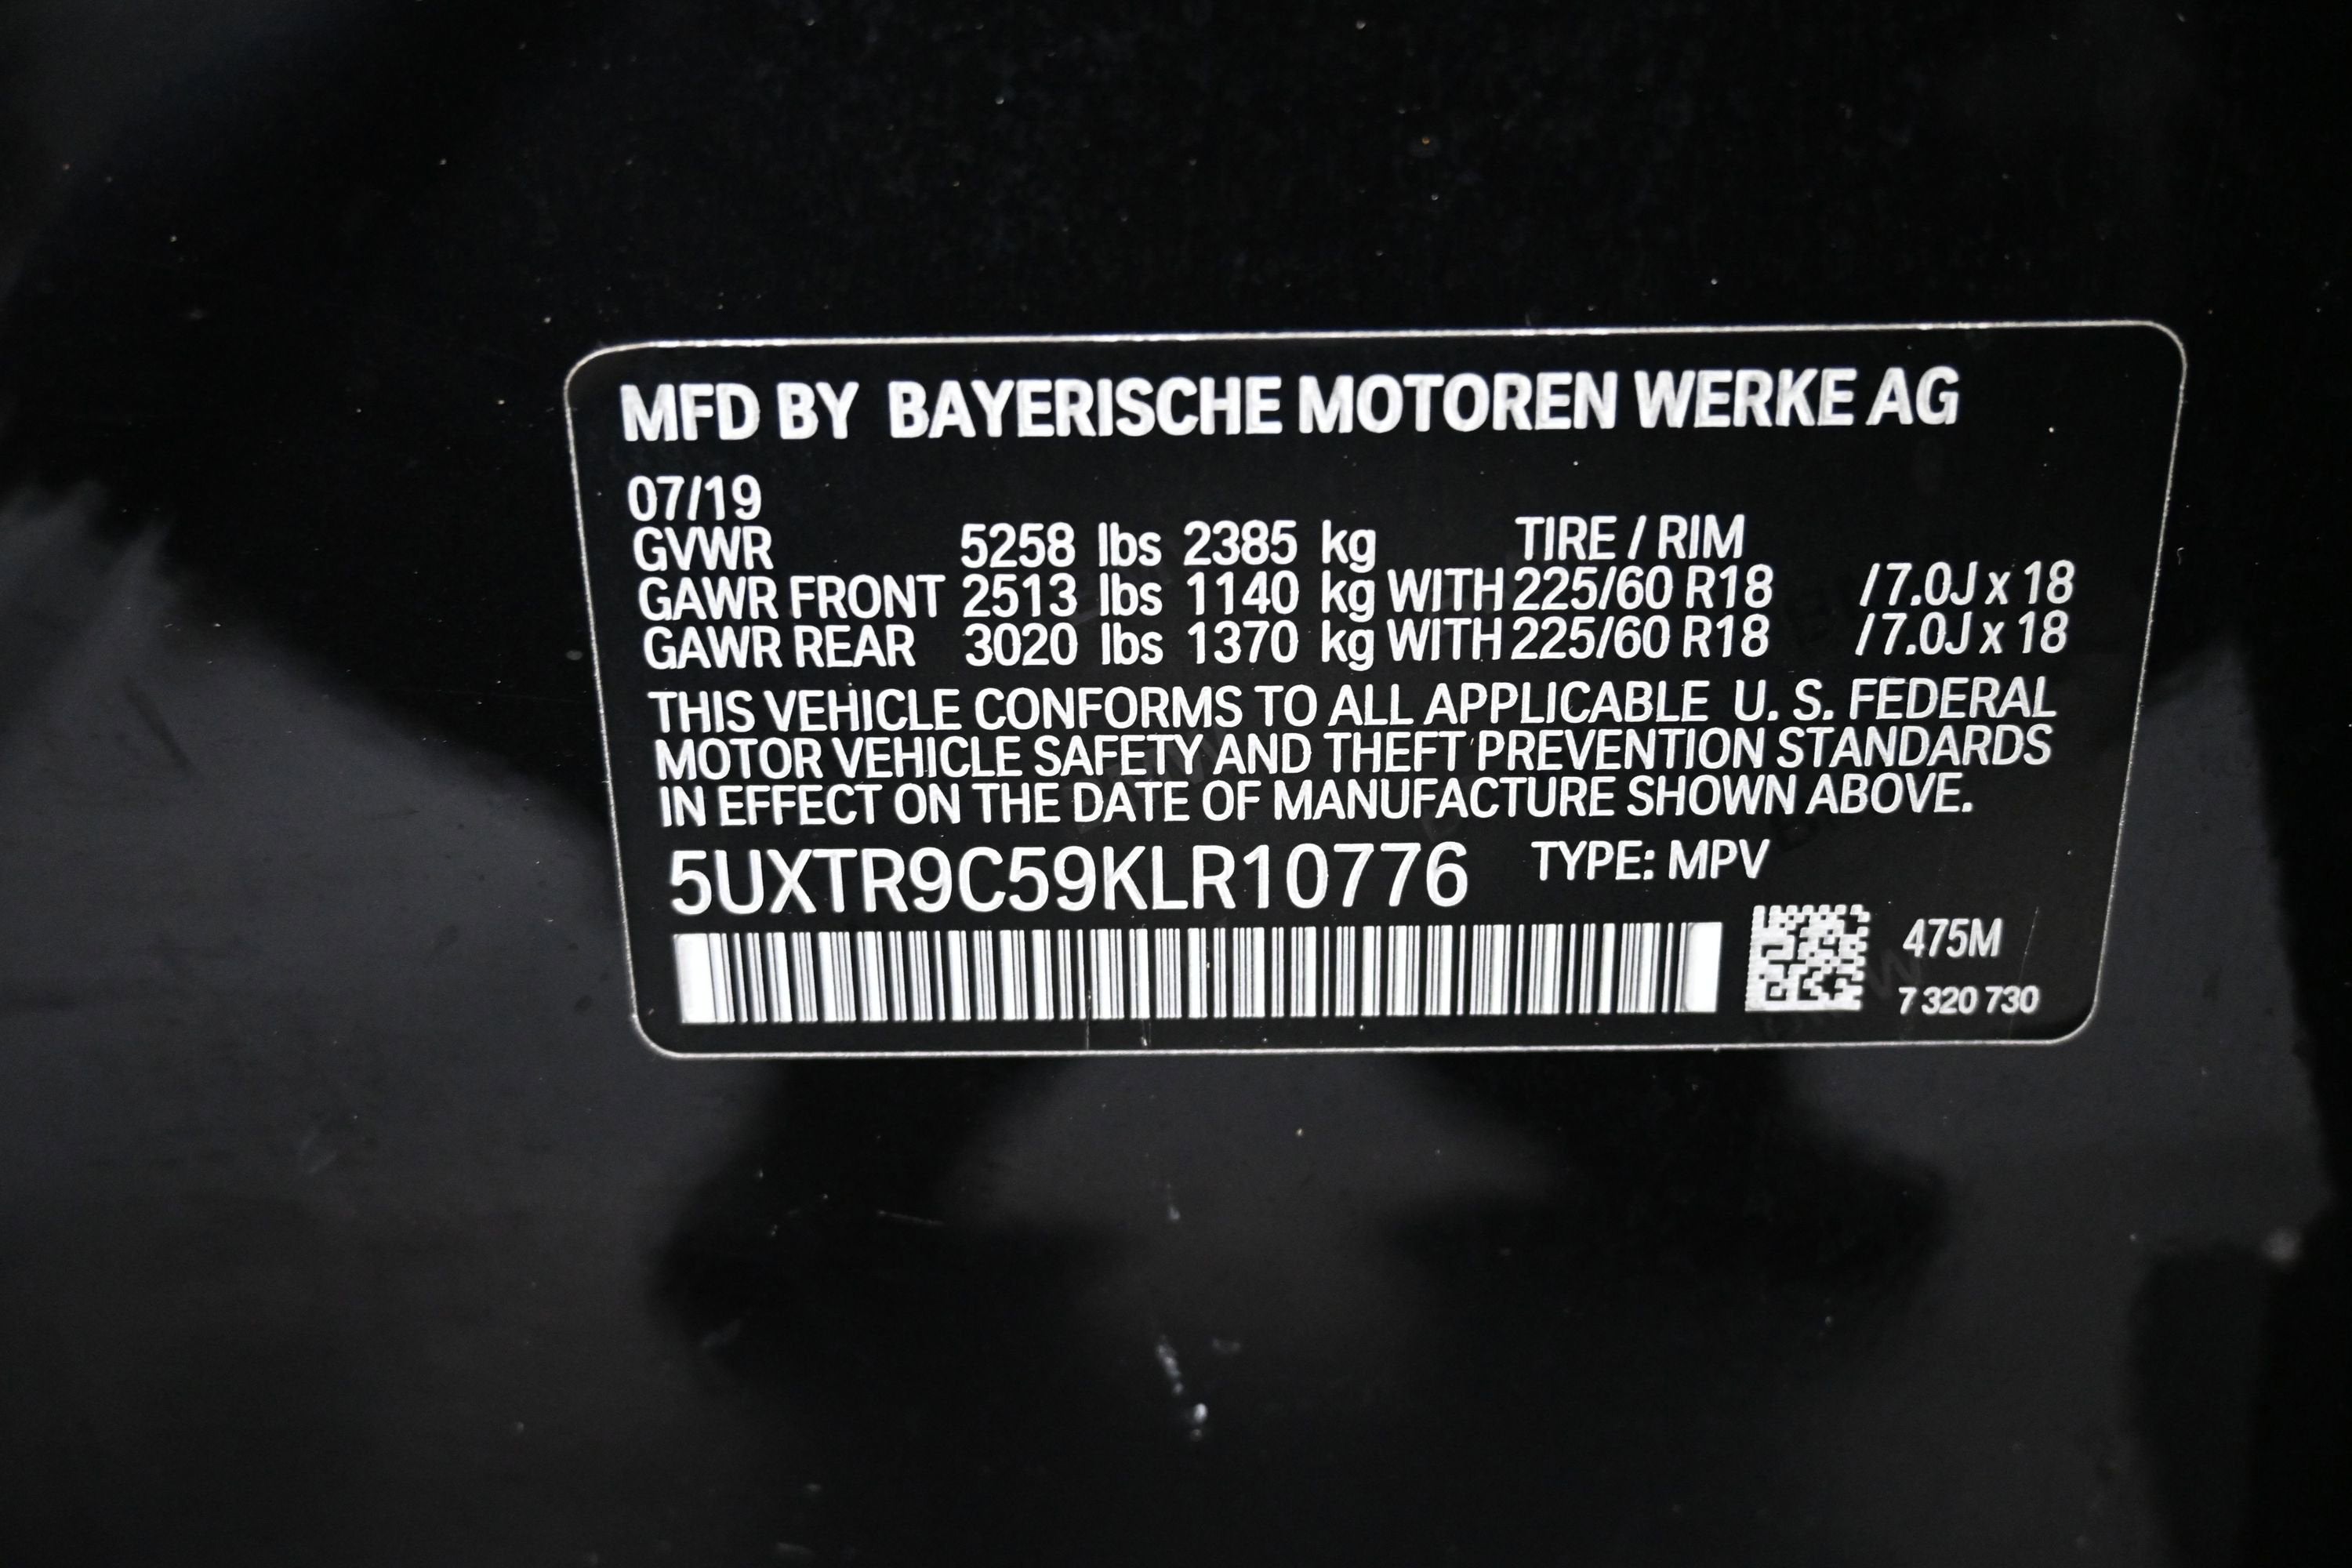 MFD BY BAYERISCHE MOTOREN WERKE AG
07/19
GVWR 5258 lbs 2385 kg TIRE / RIM
GAWR FRONT 2513 lbs 1140 kg WITH 225/60 R18 / 7.0J x 18
GAWR REAR 3020 lbs 1370 kg WITH 225/60 R18 / 7.0J x 18
THIS VEHICLE CONFORMS TO ALL APPLICABLE U. S. FEDERAL
MOTOR VEHICLE SAFETY AND THEFT PREVENTION STANDARDS
IN EFFECT ON THE DATE OF MANUFACTURE SHOWN ABOVE.
5UXTR9C59KLR10776 TYPE: MPV
475M
7 320 730